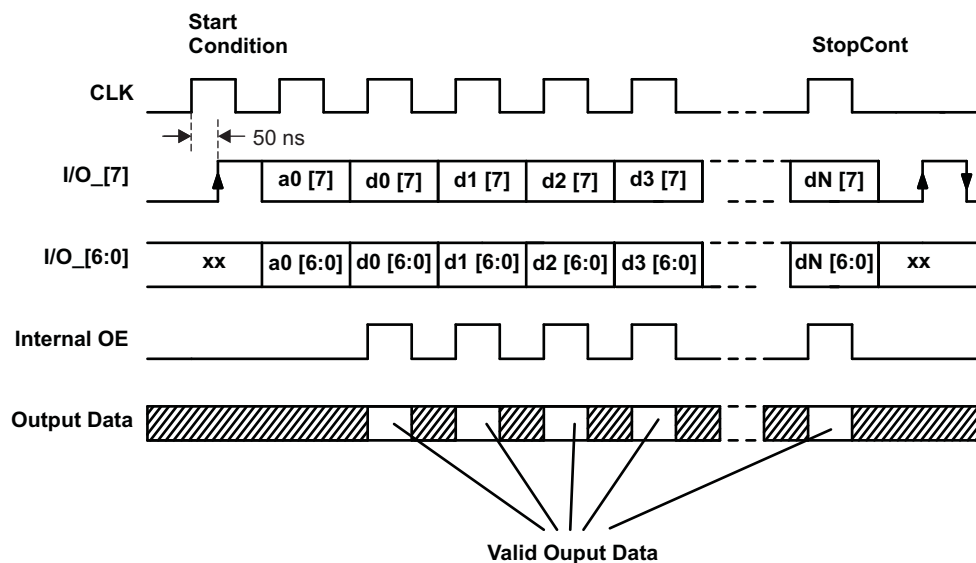 Start
Condition
StopCont
CLK
50 ns
I/O_[7]
a0 [7] d0 [7] d1 [7] d2 [7] d3 [7] dN [7]
I/O_[6:0]
xx a0 [6:0] d0 [6:0] d1 [6:0] d2 [6:0] d3 [6:0] dN [6:0] xx
Internal OE
Output Data
Valid Ouput Data